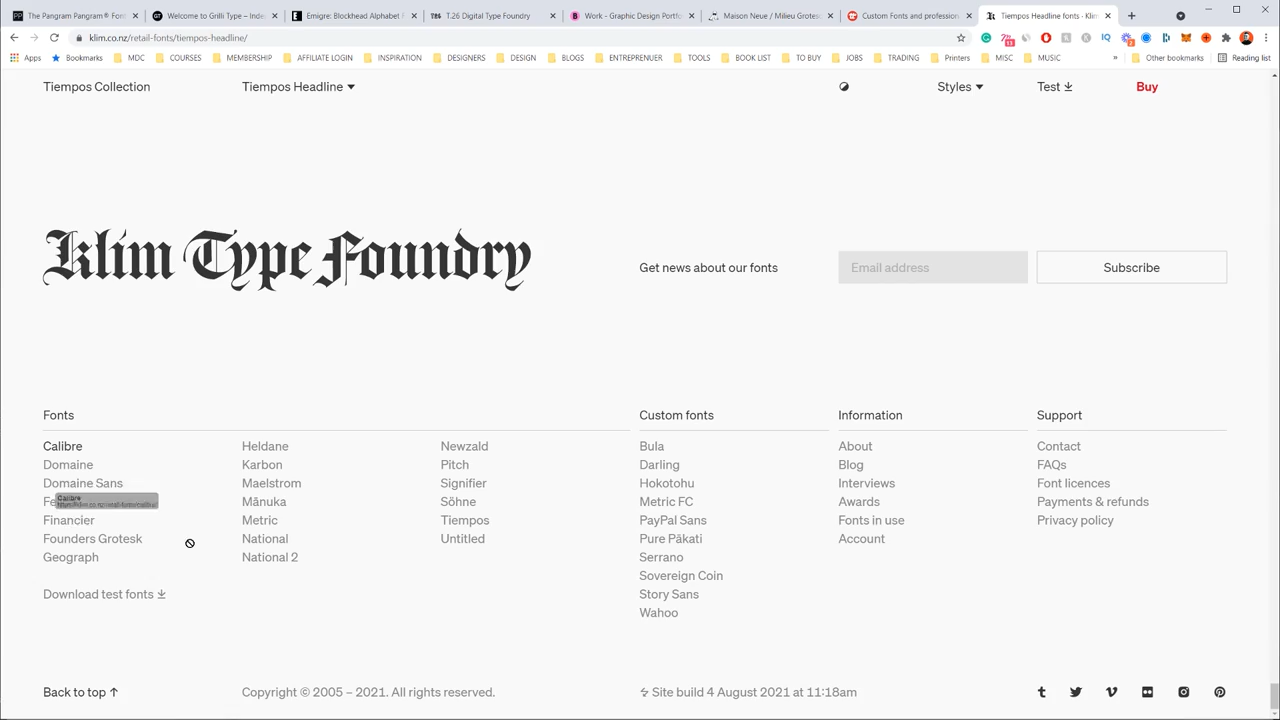 The Pangram Pangram® Fon
Welcome to Grilli Type – Inde
Emigre: Blockhead Alphabet /
T.26 Digital Type Foundry
Work - Graphic Design Portfo
Maison Neue / Milieu Grotes
Custom Fonts and profession
Tiempos Headline fonts · Klim
klim.co.nz/retail-fonts/tiempos-headline/
Apps Bookmarks MDC COURSES MEMBERSHIP AFFILIATE LOGIN INSPIRATION DESIGNERS DESIGN BLOGS ENTREPRENUER TOOLS BOOK LIST TO BUY JOBS TRADING Printers MISC MUSIC » Other bookmarks Reading list
Tiempos Collection Tiempos Headline Styles Test Buy
Klim Type Foundry
Get news about our fonts Email address Subscribe
Fonts
Calibre
Domaine
Domaine Sans
Fe
Calibre
Financier
Founders Grotesk
Geograph
Download test fonts
Heldane
Karbon
Maelstrom
Mānuka
Metric
National
National 2
Newzald
Pitch
Signifier
Söhne
Tiempos
Untitled
Custom fonts
Bula
Darling
Hokotohu
Metric FC
PayPal Sans
Pure Pākati
Serrano
Sovereign Coin
Story Sans
Wahoo
Information
About
Blog
Interviews
Awards
Fonts in use
Account
Support
Contact
FAQs
Font licences
Payments & refunds
Privacy policy
Back to top ↑ Copyright © 2005 – 2021. All rights reserved. Site build 4 August 2021 at 11:18am